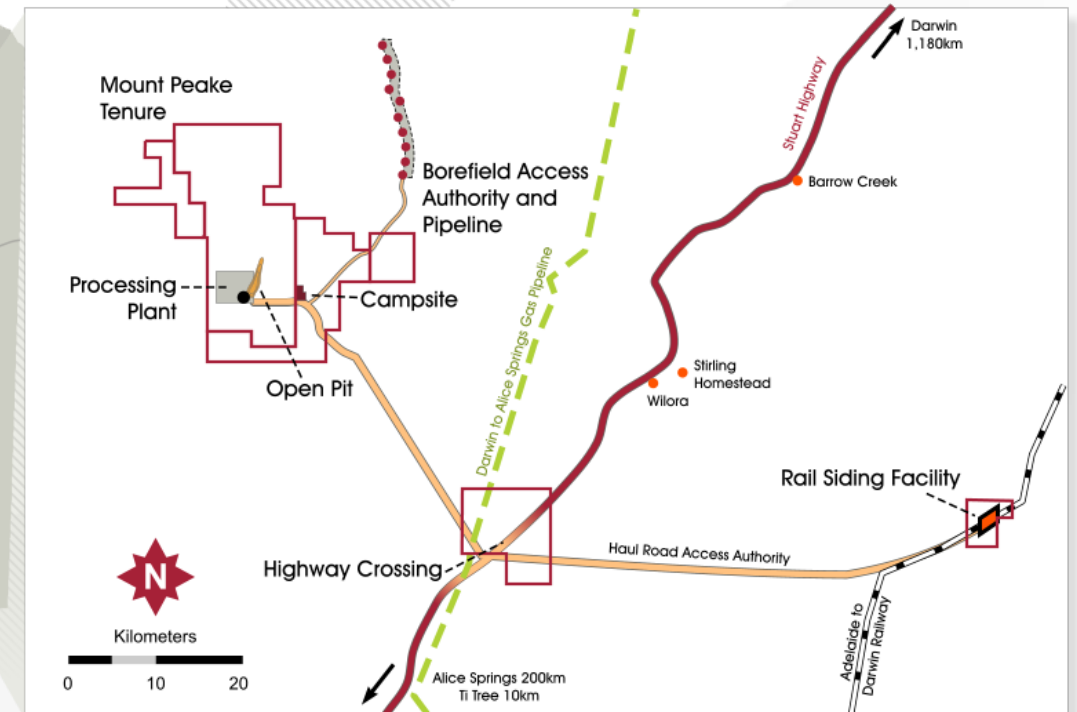 Darwin
1,180km
Mount Peake
Tenure
Stuart Highway
Borefield Access
Authority and
Pipeline
Barrow Creek
Processing
Plant
Campsite
Darwin to Alice Springs Gas Pipeline
Open Pit
Stirling
Homestead
Wilora
Rail Siding Facility
Haul Road Access Authority
Highway Crossing
N
Kilometers
0 10 20
Adelaide to
Darwin Railway
Alice Springs 200km
Ti Tree 10km